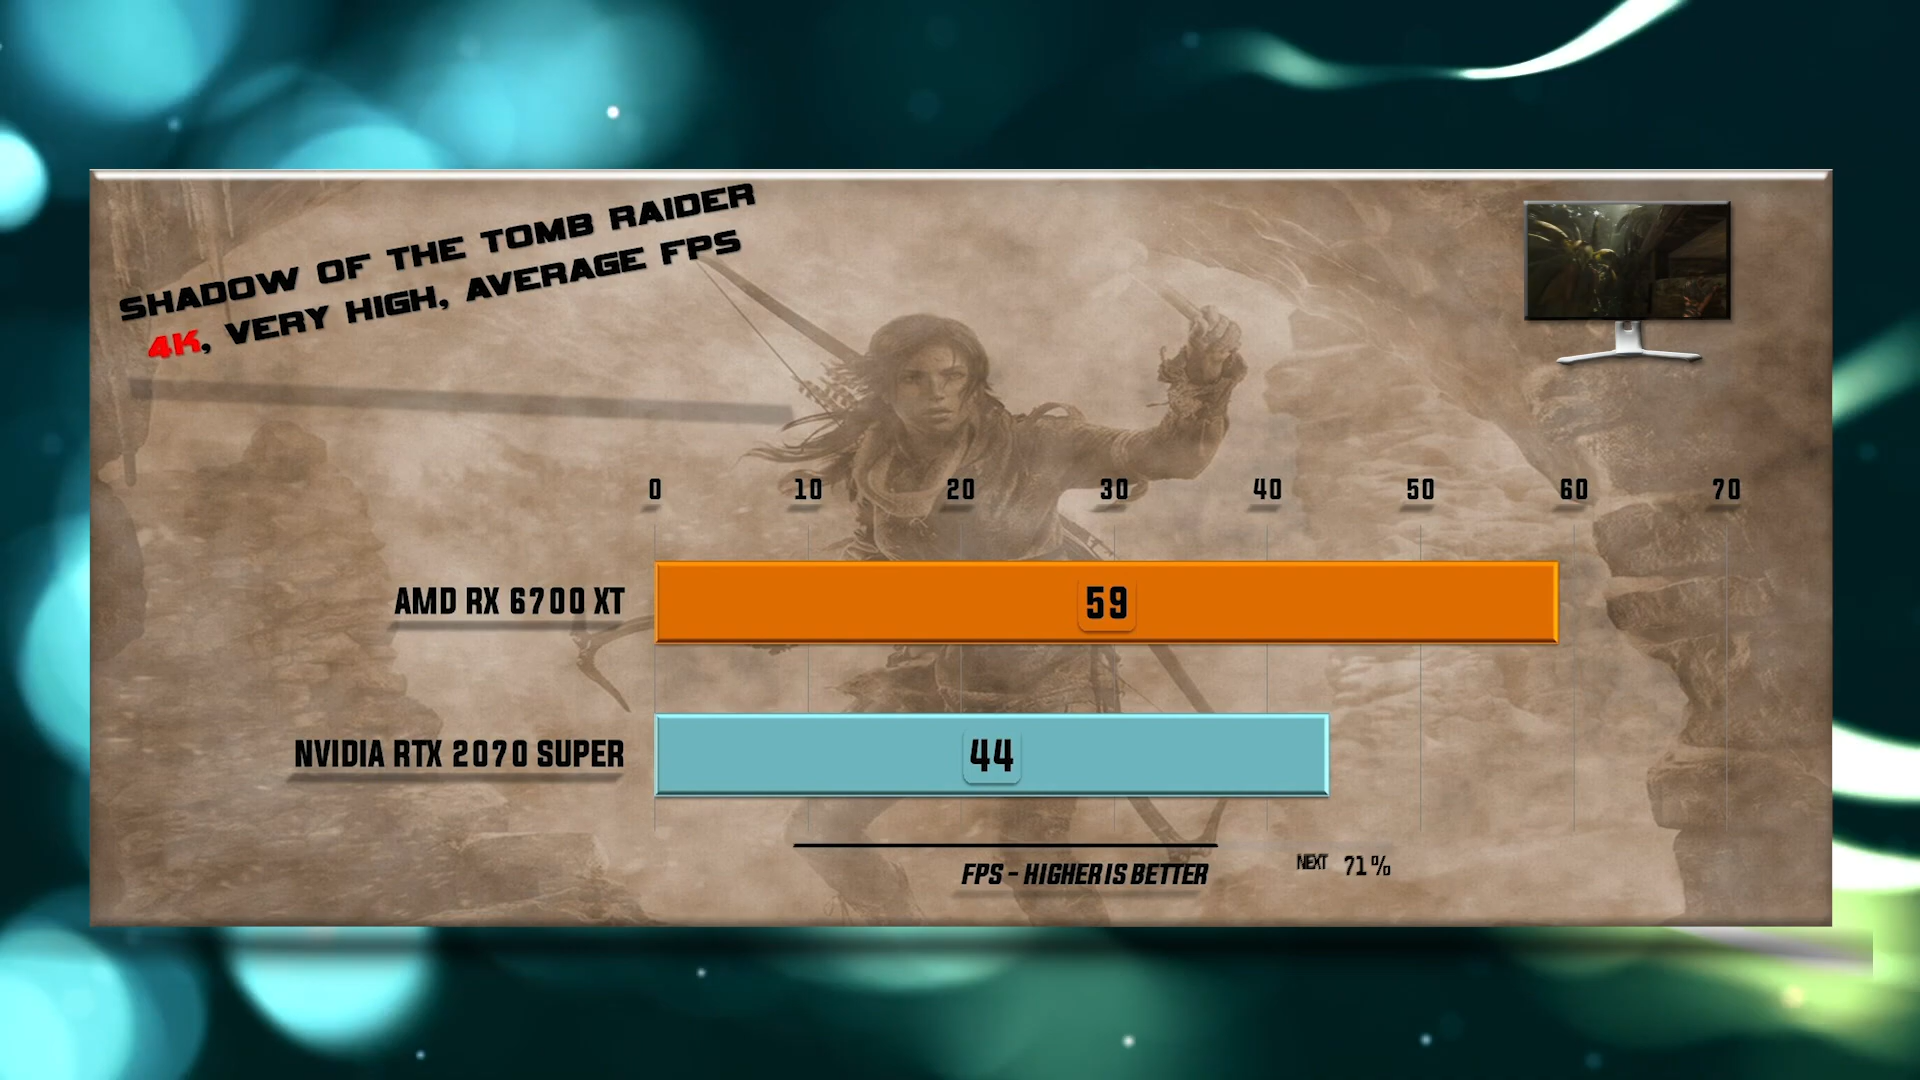 SHADOW OF THE TOMB RAIDER
4K, VERY HIGH, AVERAGE FPS
0 10 20 30 40 50 60 70
AMD RX 6700 XT 59
NVIDIA RTX 2070 SUPER 44
FPS - HIGHER IS BETTER
NEXT 71%